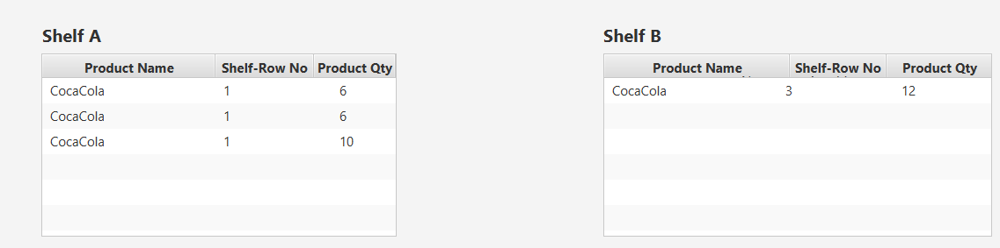 Shelf A
Product Name Shelf-Row No Product Qty
CocaCola 1 6
CocaCola 1 6
CocaCola 1 10
Shelf B
Product Name Shelf-Row No Product Qty
CocaCola 3 12